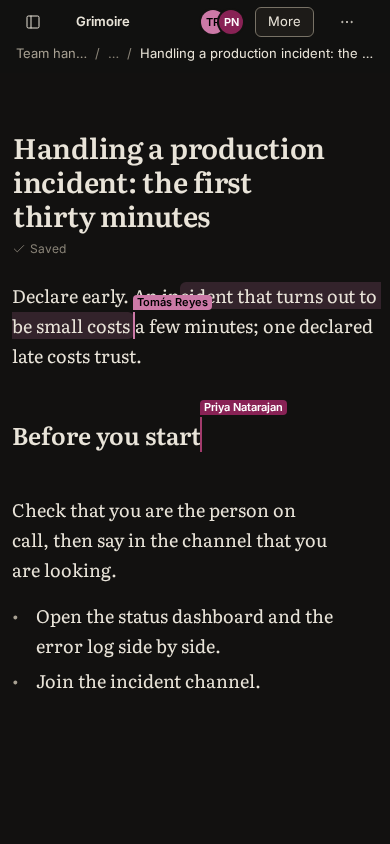 Grimoire
TR PN
More
Team han... / ... / Handling a production incident: the ...
Handling a production
incident: the first
thirty minutes
Saved
Declare early. An incident that turns out to
Tomás Reyes
be small costs a few minutes; one declared
late costs trust.
Priya Natarajan
Before you start
Check that you are the person on
call, then say in the channel that you
are looking.
• Open the status dashboard and the
error log side by side.
• Join the incident channel.